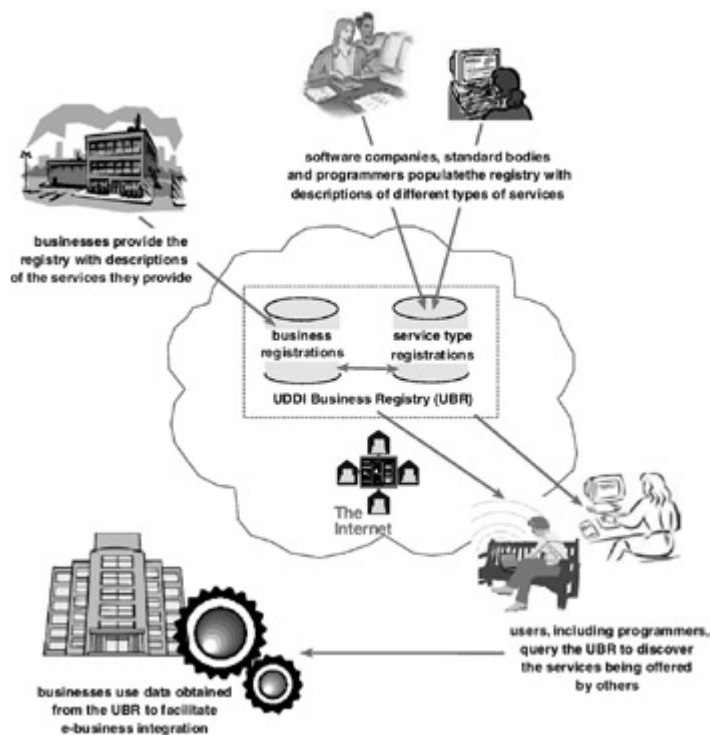 software companies, standard bodies
and programmers populatethe registry with
descriptions of different types of services
businesses provide the
registry with descriptions
of the services they provide
business
registrations
service type
registrations
UDDI Business Registry (UBR)
The
Internet
users, including programmers,
query the UBR to discover
the services being offered
by others
businesses use data obtained
from the UBR to facilitate
e-business integration